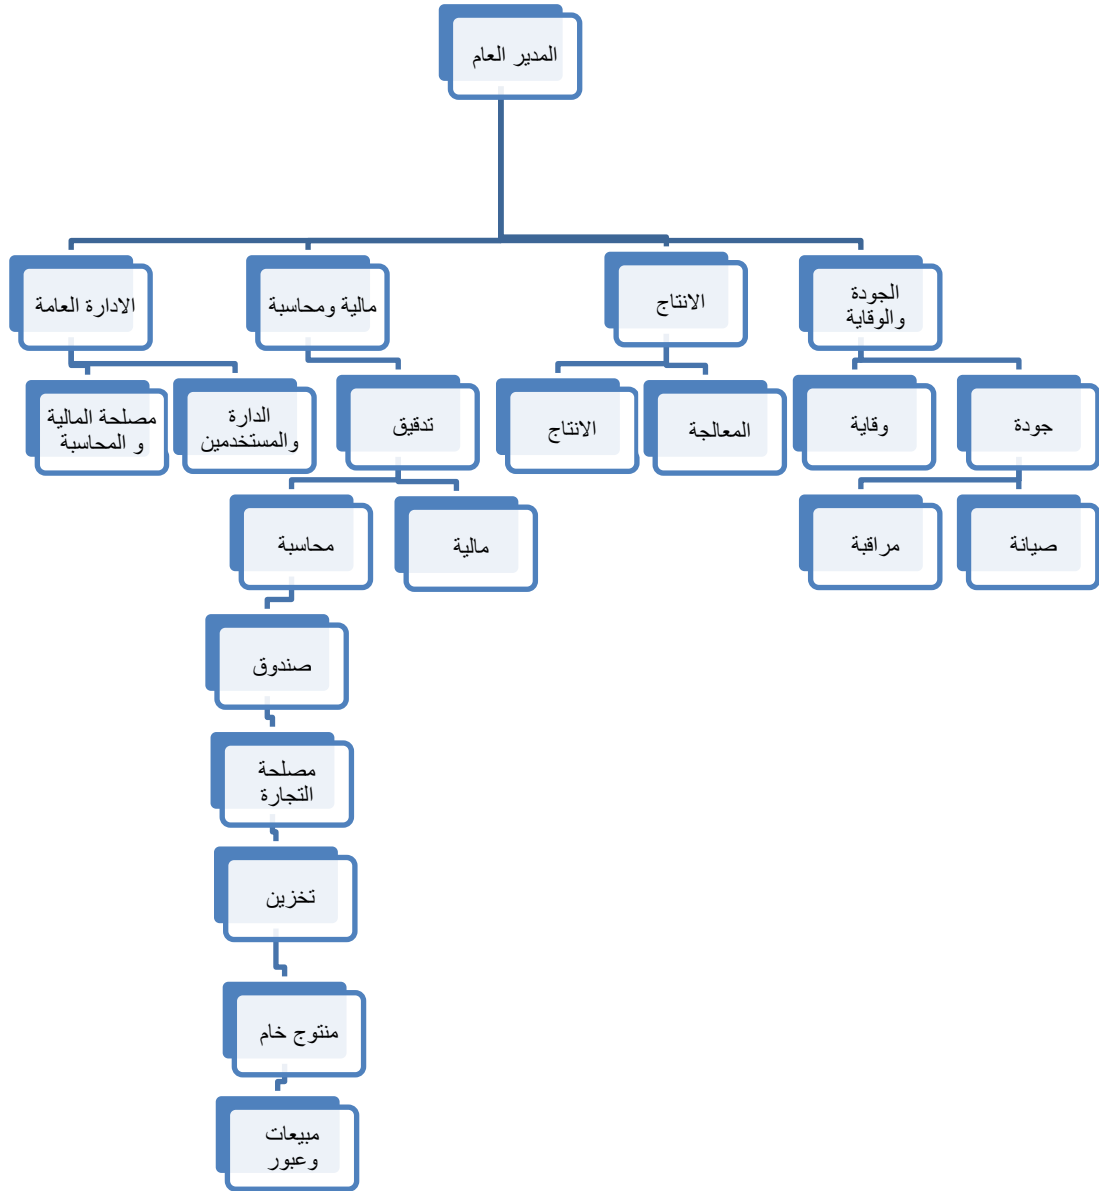 المدير العام
الجودة
والوقاية
الانتاج
مالية ومحاسبة
الادارة العامة
جودة
وقاية
المعالجة
الانتاج
تدقيق
الدارة
والمستخدمين
مصلحة المالية
و المحاسبة
صيانة
مراقبة
مالية
محاسبة
صندوق
مصلحة
التجارة
تخزين
منتوج خام
مبيعات
وعبور